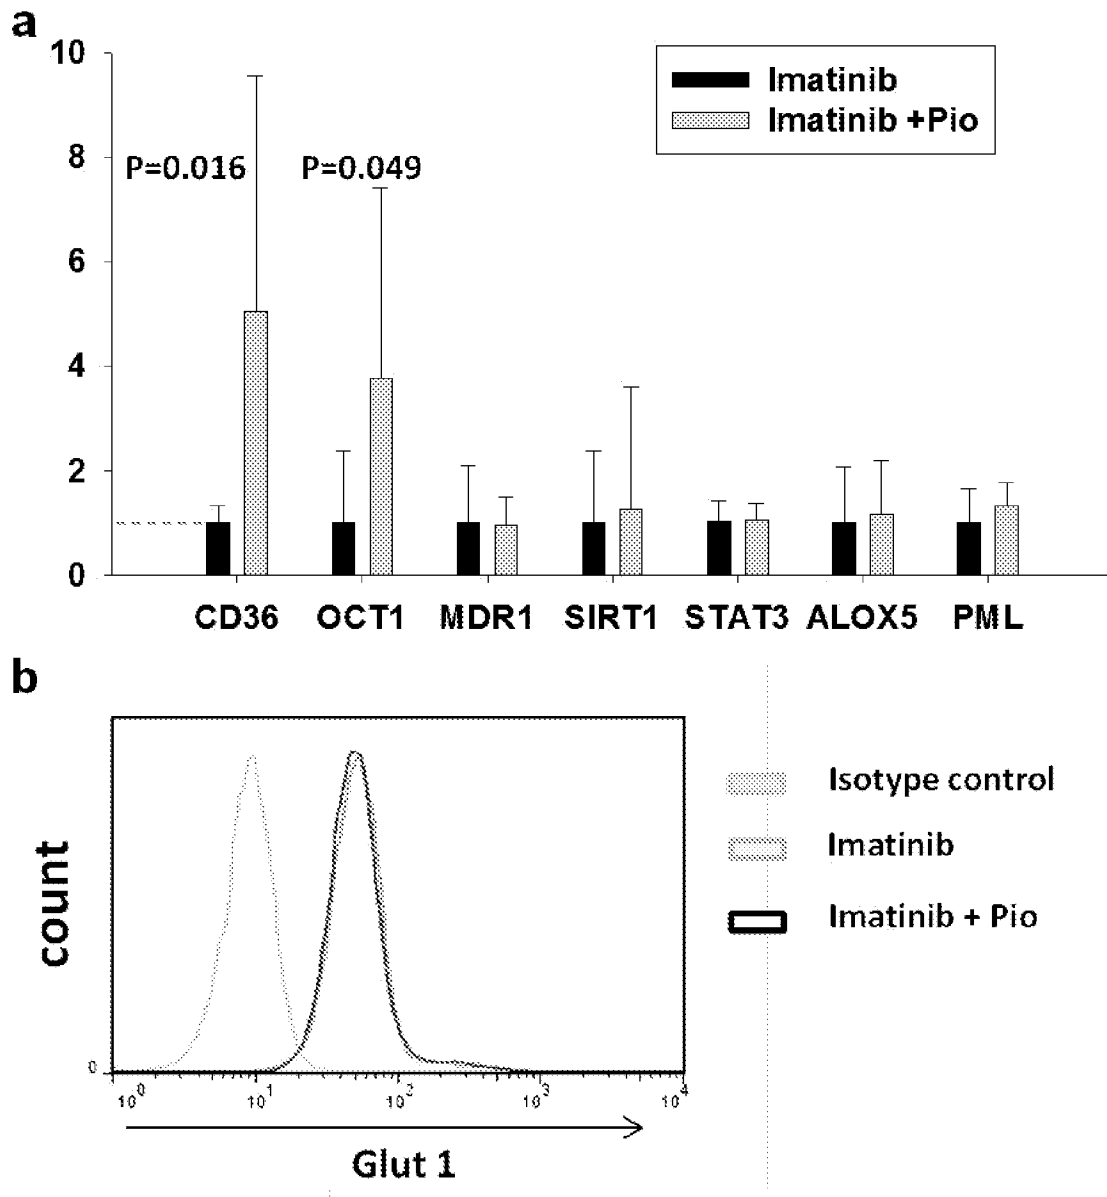 a
10
8
6
4
2
0
Imatinib
Imatinib +Pio
P=0.016 P=0.049
CD36 OCT1 MDR1 SIRT1 STAT3 ALOX5 PML
b
count
0
10⁰ 10¹ 10² 10³ 10⁴
Glut 1
Isotype control
Imatinib
Imatinib + Pio